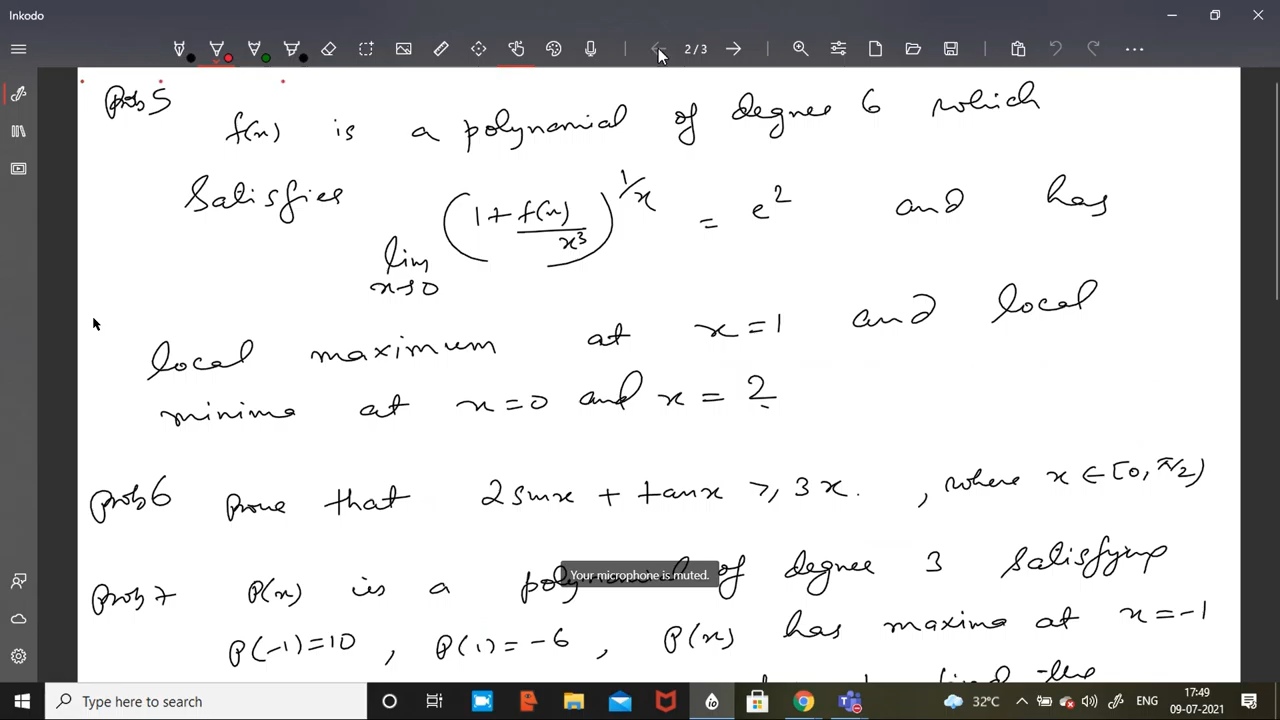 Inkodo
2 / 3
Prob 5
f(x) is a polynomial of degree 6 which
Satisfies lim x→0 (1 + f(x)/x³)^(1/x) = e² and has
local maximum at x = 1 and local
minima at x = 0 and x = 2
Prob 6 Prove that 2 sin x + tan x ≥ 3x. , where x ∈ [0, π/2)
Your microphone is muted.
Prob 7 P(x) is a polynomial of degree 3 satisfying
P(-1) = 10 , P(1) = -6 , P(x) has maxima at x = -1
find the
Type here to search
32°C
ENG
17:49
09-07-2021